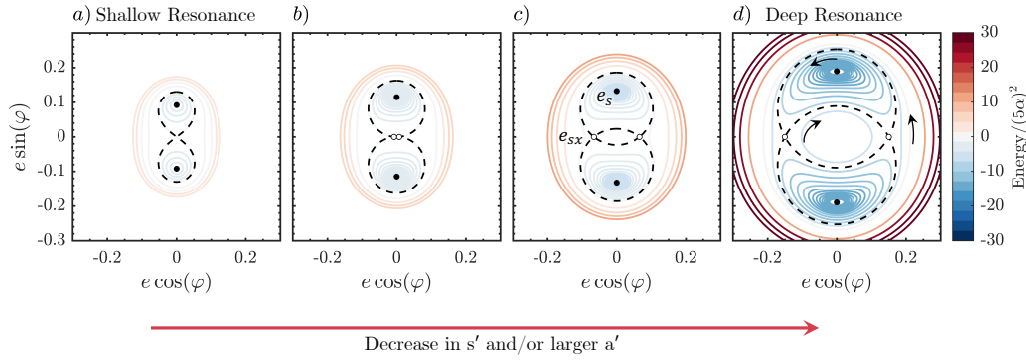 a) Shallow Resonance
b)
c)
d) Deep Resonance
0.2
0.1
0
-0.1
-0.2
-0.3
e sin(φ)
-0.2 0 0.2
-0.2 0 0.2
-0.2 0 0.2
-0.2 0 0.2
e cos(φ)
e cos(φ)
e cos(φ)
e cos(φ)
e_s
e_sx
30
20
10
0
-10
-20
-30
Energy/(5α)²
Decrease in s′ and/or larger a′